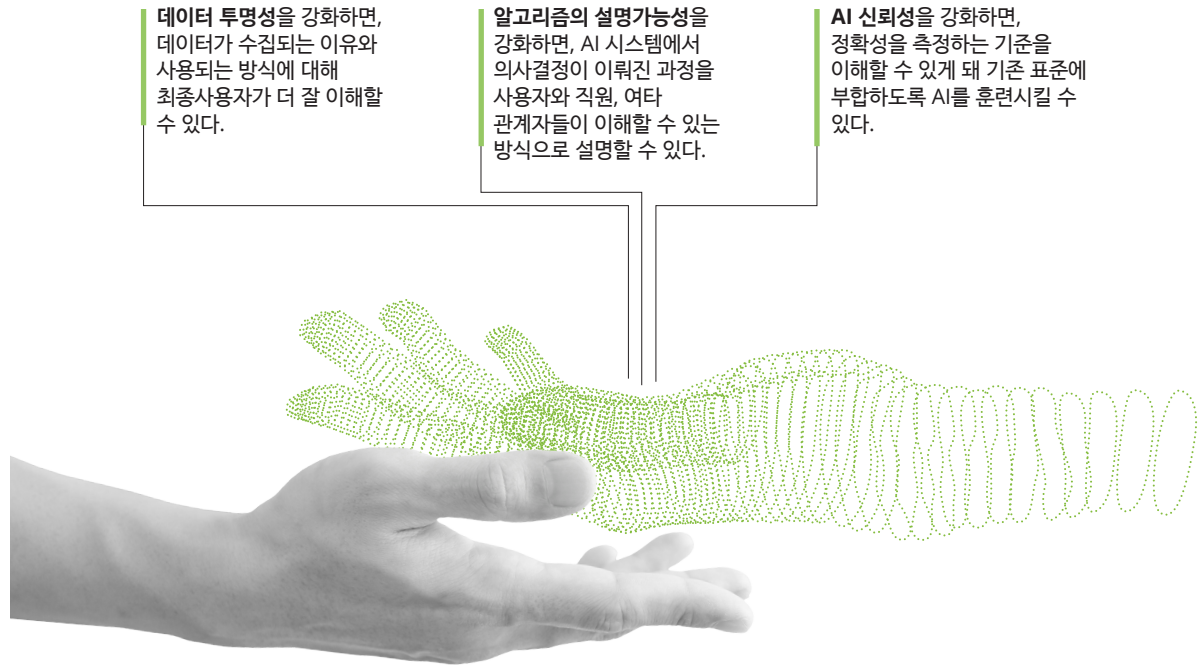 데이터 투명성을 강화하면,
데이터가 수집되는 이유와
사용되는 방식에 대해
최종사용자가 더 잘 이해할
수 있다.
알고리즘의 설명가능성을
강화하면, AI 시스템에서
의사결정이 이뤄진 과정을
사용자와 직원, 여타
관계자들이 이해할 수 있는
방식으로 설명할 수 있다.
AI 신뢰성을 강화하면,
정확성을 측정하는 기준을
이해할 수 있게 돼 기존 표준에
부합하도록 AI를 훈련시킬 수
있다.